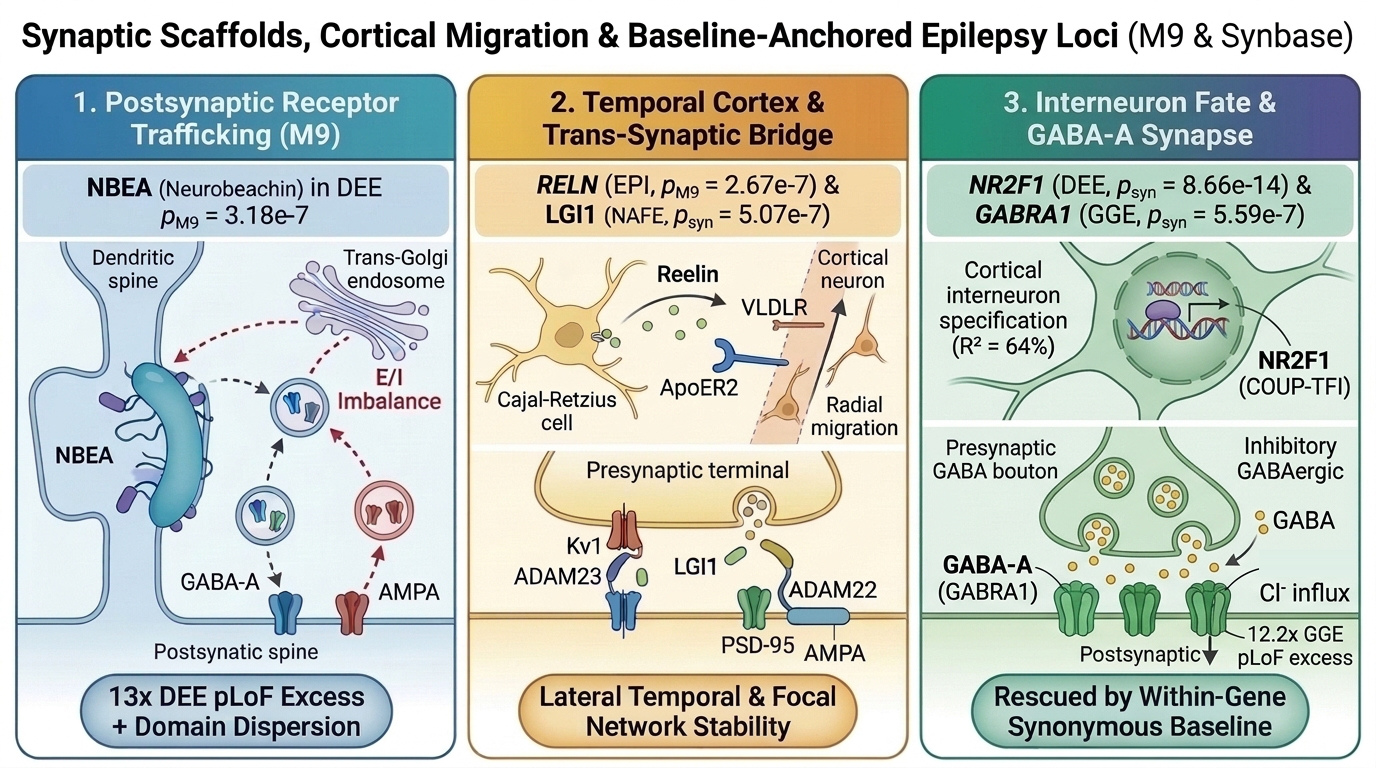 Synaptic Scaffolds, Cortical Migration & Baseline-Anchored Epilepsy Loci (M9 & Synbase)
1. Postsynaptic Receptor
Trafficking (M9)
NBEA (Neurobeachin) in DEE
pM9 = 3.18e-7
Dendritic
spine
Trans-Golgi
endosome
E/I
Imbalance
NBEA
GABA-A
AMPA
Postsynatic spine
13x DEE pLoF Excess
+ Domain Dispersion
2. Temporal Cortex &
Trans-Synaptic Bridge
RELN (EPI, pM9 = 2.67e-7) &
LGI1 (NAFE, psyn = 5.07e-7)
Reelin
Cortical
neuron
VLDLR
ApoER2
Cajal-Retzius
cell
Radial
migration
Presynaptic terminal
Kv1
ADAM23
LGI1
ADAM22
PSD-95
AMPA
Lateral Temporal & Focal
Network Stability
3. Interneuron Fate &
GABA-A Synapse
NR2F1 (DEE, psyn = 8.66e-14) &
GABRA1 (GGE, psyn = 5.59e-7)
Cortical
interneuron
specification
(R² = 64%)
NR2F1
(COUP-TFI)
Presynaptic
GABA bouton
Inhibitory
GABAergic
GABA
GABA-A
(GABRA1)
Cl⁻ influx
12.2x GGE
pLoF excess
Postsynaptic
Rescued by Within-Gene
Synonymous Baseline